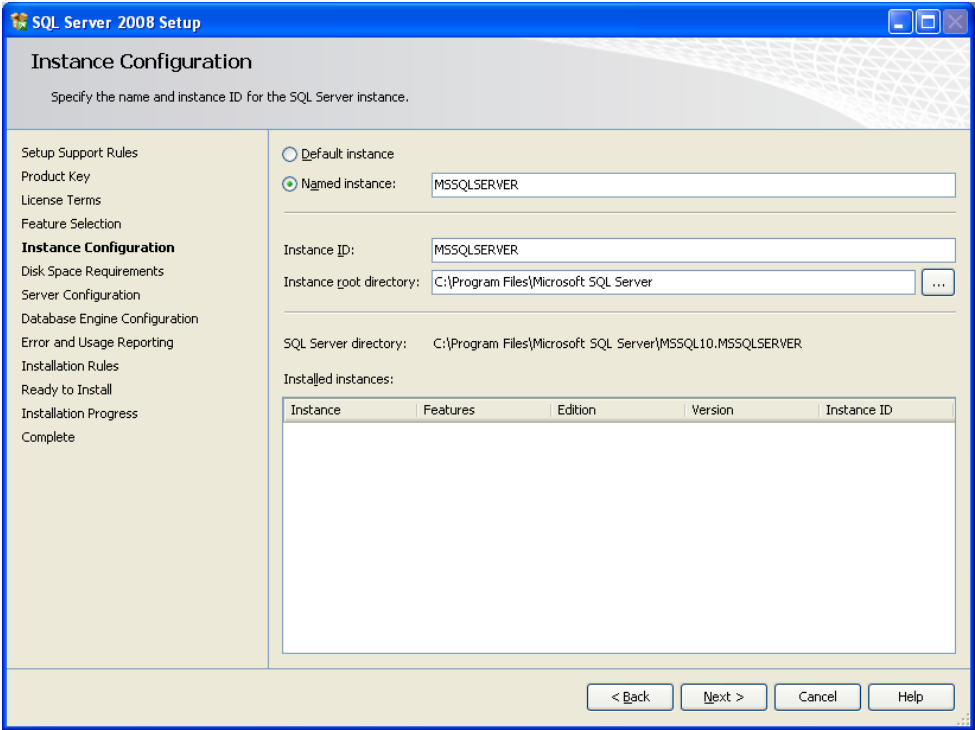 SQL Server 2008 Setup
Instance Configuration
Specify the name and instance ID for the SQL Server instance.
Setup Support Rules
Product Key
License Terms
Feature Selection
Instance Configuration
Disk Space Requirements
Server Configuration
Database Engine Configuration
Error and Usage Reporting
Installation Rules
Ready to Install
Installation Progress
Complete
Default instance
Named instance: MSSQLSERVER
Instance ID: MSSQLSERVER
Instance root directory: C:\Program Files\Microsoft SQL Server ...
SQL Server directory: C:\Program Files\Microsoft SQL Server\MSSQL10.MSSQLSERVER
Installed instances:
Instance Features Edition Version Instance ID
< Back Next > Cancel Help